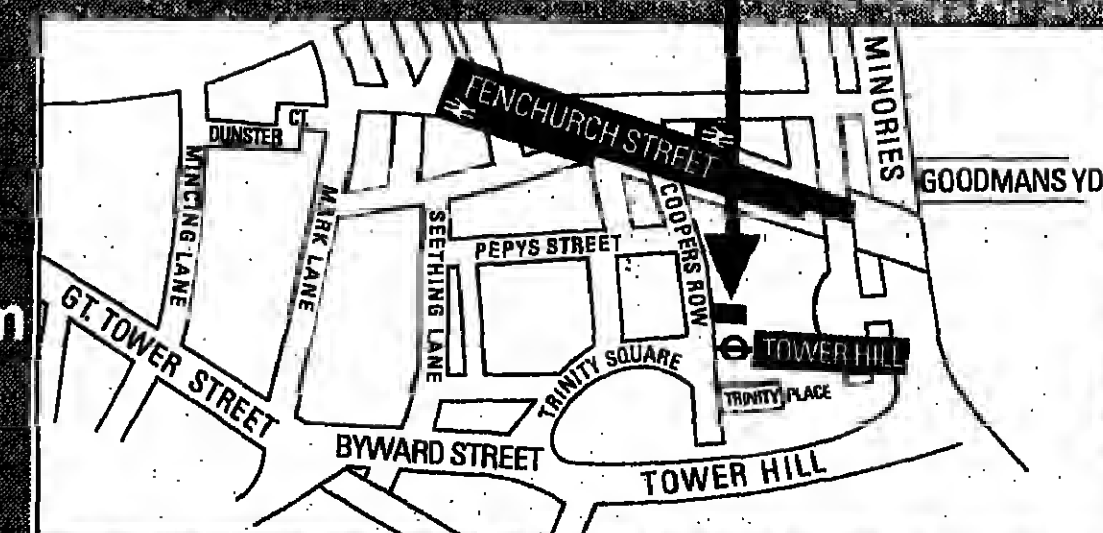 MINORIES
FENCHURCH STREET
DUNSTER CT.
MINCING LANE
MARK LANE
SEETHING LANE
PEPYS STREET
COOPERS ROW
GOODMANS YD
GT. TOWER STREET
TRINITY SQUARE
TOWER HILL
TRINITY PLACE
BYWARD STREET
TOWER HILL
n